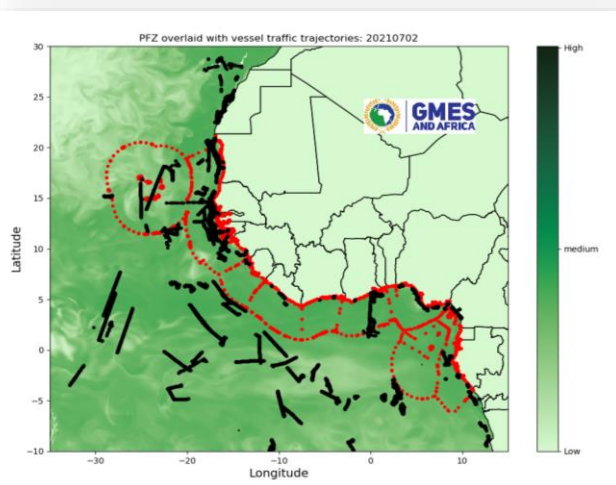 PFZ overlaid with vessel traffic trajectories: 20210702
30
25
20
15
10
5
0
−5
−10
Latitude
−30
−20
−10
0
10
Longitude
GMES
AND AFRICA
High
medium
Low